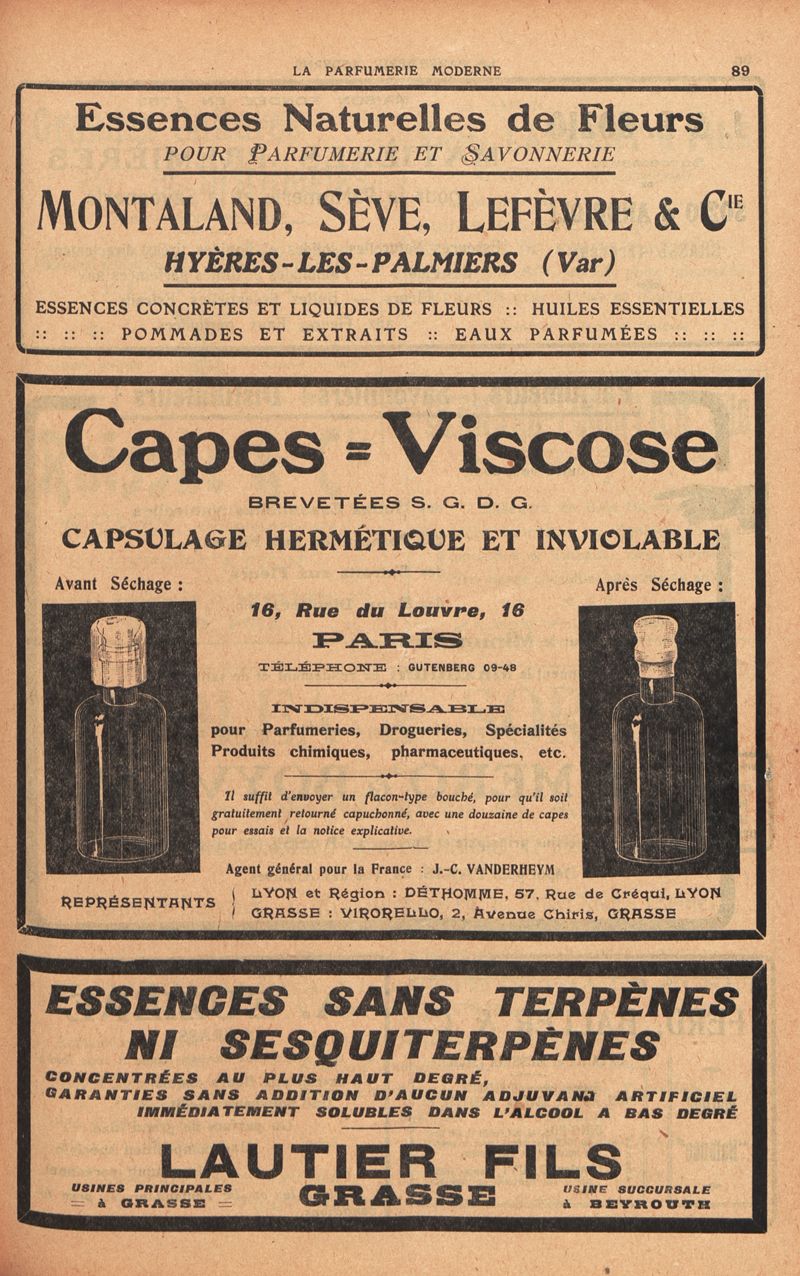 LA PARFUMERIE MODERNE 89
Essences Naturelles de Fleurs
POUR PARFUMERIE ET SAVONNERIE
MONTALAND, SÈVE, LEFÈVRE & CIE
HYÈRES-LES-PALMIERS (Var)
ESSENCES CONCRÈTES ET LIQUIDES DE FLEURS :: HUILES ESSENTIELLES
:: :: :: POMMADES ET EXTRAITS :: EAUX PARFUMÉES :: :: ::
Capes = Viscose
BREVETÉES S. G. D. G.
CAPSULAGE HERMÉTIQUE ET INVIOLABLE
Avant Séchage :
Après Séchage :
16, Rue du Louvre, 16
PARIS
TÉLÉPHONE : GUTENBERG 09-48
INDISPENSABLE
pour Parfumeries, Drogueries, Spécialités
Produits chimiques, pharmaceutiques, etc.
Il suffit d'envoyer un flacon-type bouché, pour qu'il soit
gratuitement retourné capuchonné, avec une douzaine de capes
pour essais et la notice explicative.
Agent général pour la France : J.-C. VANDERHEYM
REPRÉSENTANTS
LYON et Région : DÉTHOMME, 57, Rue de Créqui, LYON
GRASSE : VIRORELLO, 2, Avenue Chiris, GRASSE
ESSENCES SANS TERPÈNES
NI SESQUITERPÈNES
CONCENTRÉES AU PLUS HAUT DEGRÉ,
GARANTIES SANS ADDITION D'AUCUN ADJUVANT ARTIFICIEL
IMMÉDIATEMENT SOLUBLES DANS L'ALCOOL A BAS DEGRÉ
LAUTIER FILS
USINES PRINCIPALES
= à GRASSE =
GRASSE
USINE SUCCURSALE
à BEYROUTH